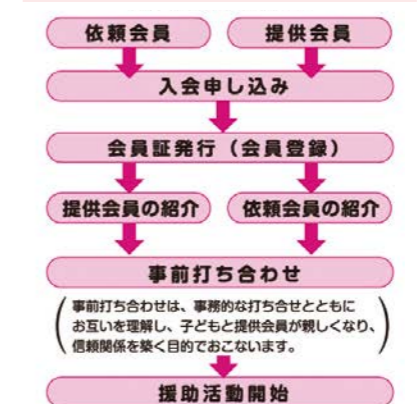 依頼会員 提供会員
入会申し込み
会員証発行（会員登録）
提供会員の紹介 依頼会員の紹介
事前打ち合わせ
事前打ち合わせは、事務的な打合せとともに
お互いを理解し、子どもと提供会員が親しくなり、
信頼関係を築く目的でおこないます。
援助活動開始